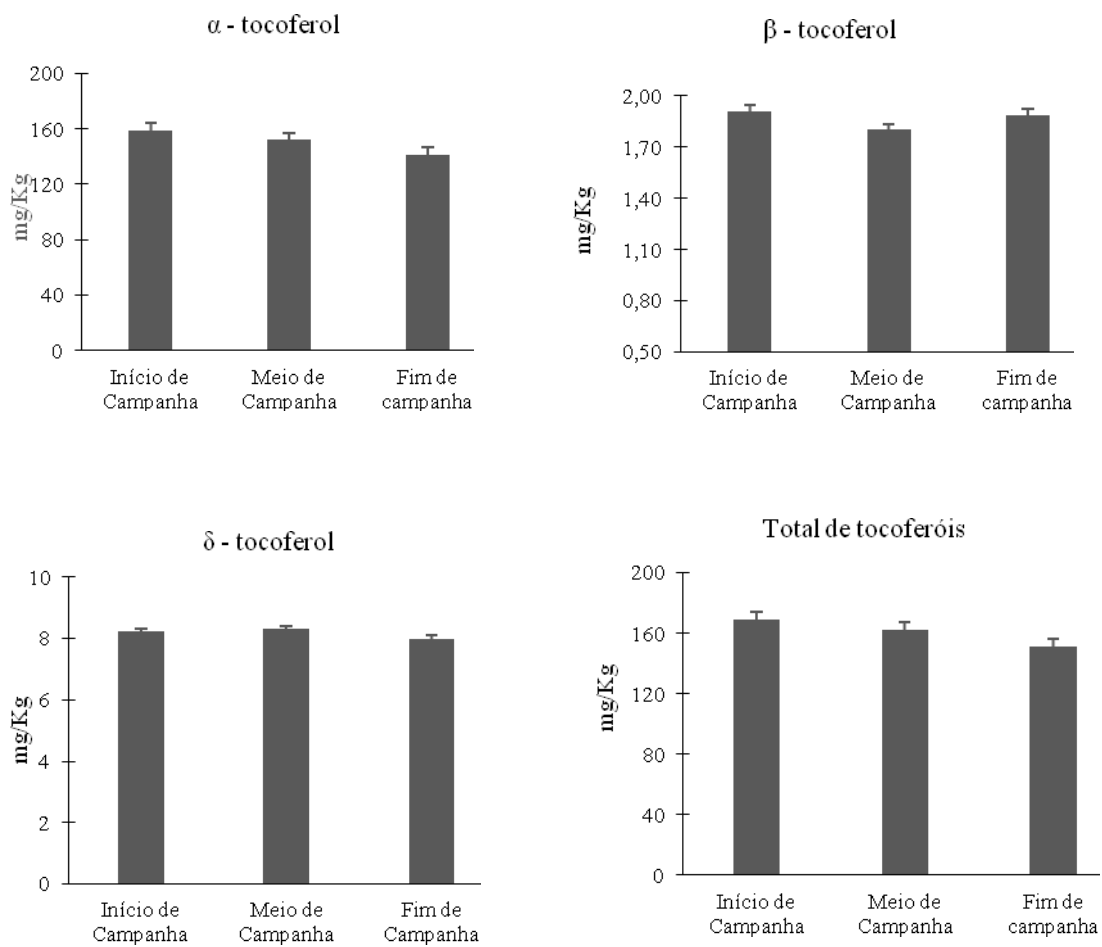 α - tocoferol
200
160
120
80
40
0
mg/Kg
Início de
Campanha
Meio de
Campanha
Fim de
campanha
β - tocoferol
2,00
1,70
1,40
1,10
0,80
0,50
mg/Kg
Início de
Campanha
Meio de
Campanha
Fim de
campanha
δ - tocoferol
10
8
6
4
2
0
mg/Kg
Início de
Campanha
Meio de
Campanha
Fim de
Campanha
Total de tocoferóis
200
160
120
80
40
0
mg/Kg
Início de
Campanha
Meio de
Campanha
Fim de
campanha